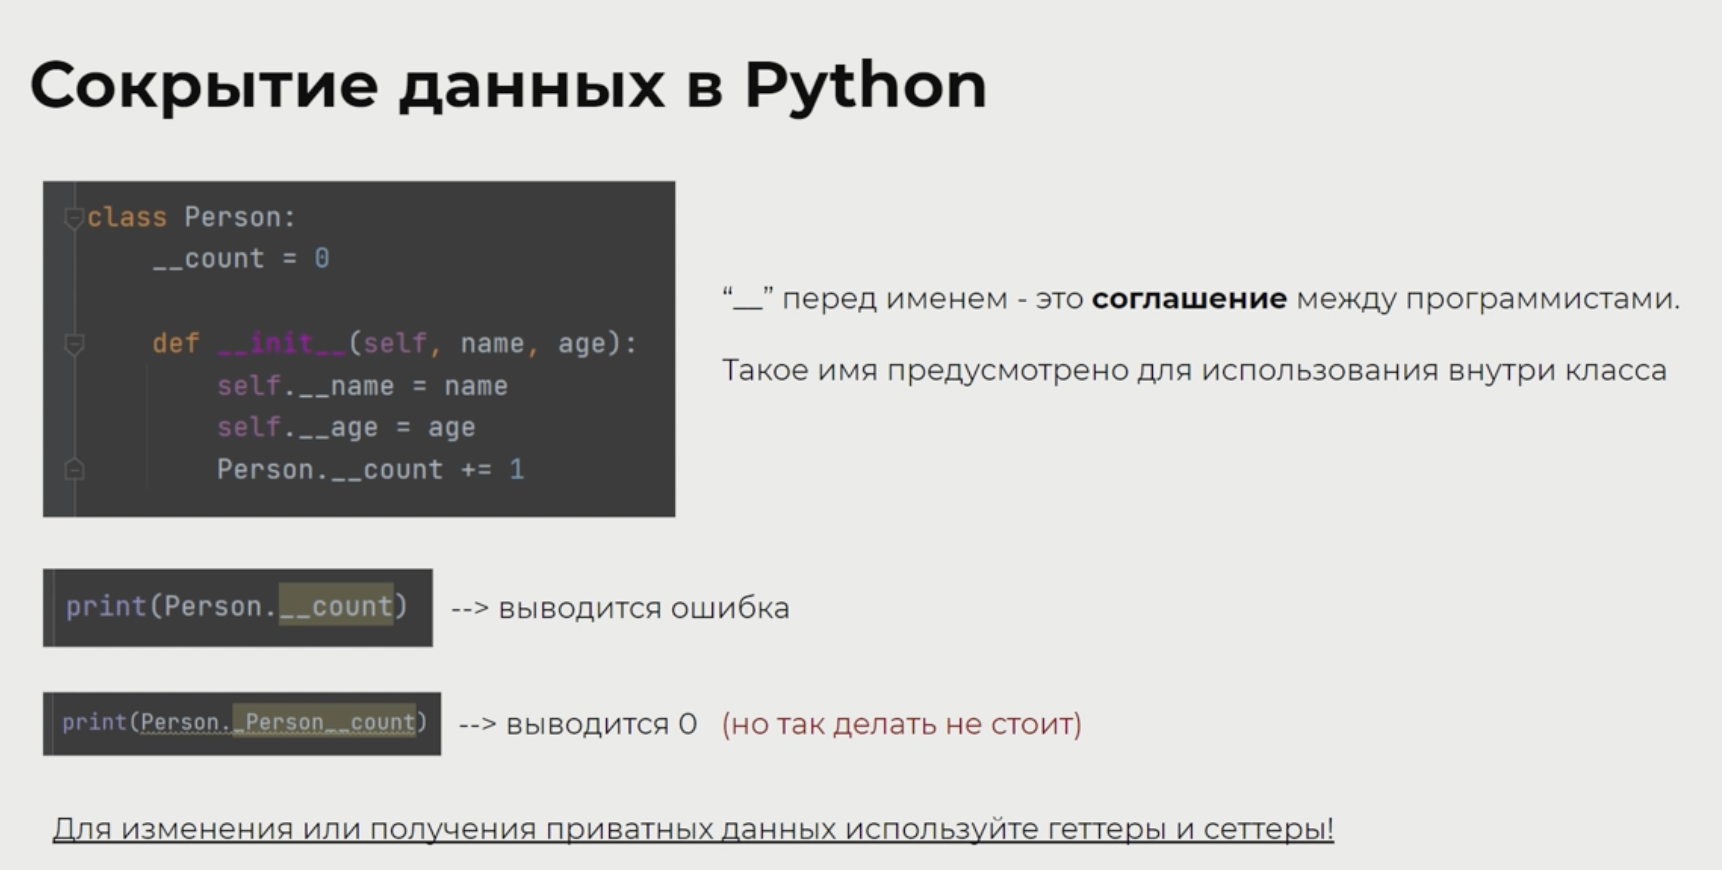 Сокрытие данных в Python
class Person:
    __count = 0
    def __init__(self, name, age):
        self.__name = name
        self.__age = age
        Person.__count += 1
“__” перед именем - это соглашение между программистами.
Такое имя предусмотрено для использования внутри класса
print(Person.__count) --> выводится ошибка
print(Person._Person__count) --> выводится 0 (но так делать не стоит)
Для изменения или получения приватных данных используйте геттеры и сеттеры!